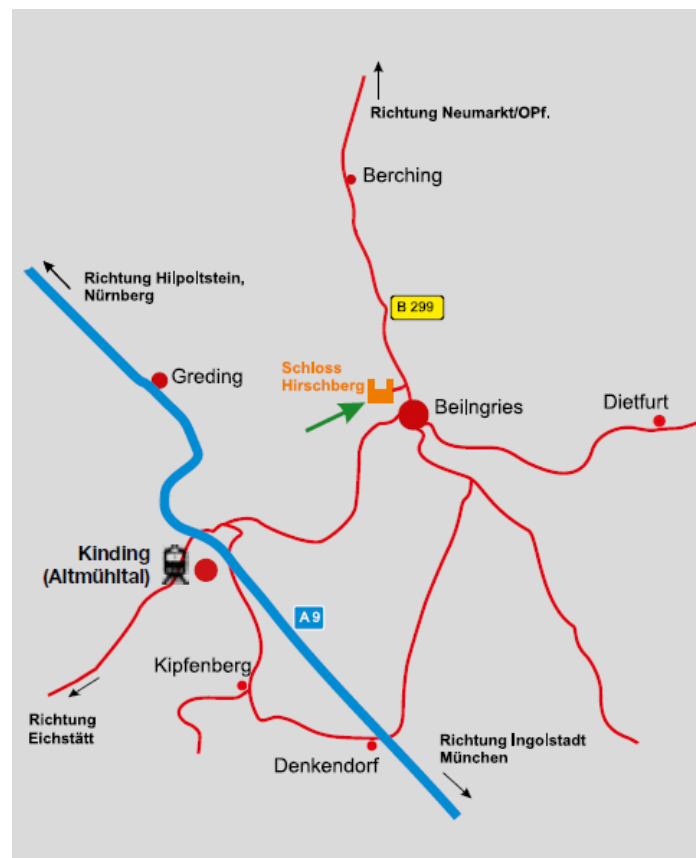 Richtung Neumarkt/OPf.
Berching
Richtung Hilpoltstein,
Nürnberg
B 299
Schloss
Hirschberg
Greding
Beilngries
Dietfurt
Kinding
(Altmühltal)
A 9
Kipfenberg
Richtung
Eichstätt
Denkendorf
Richtung Ingolstadt
München